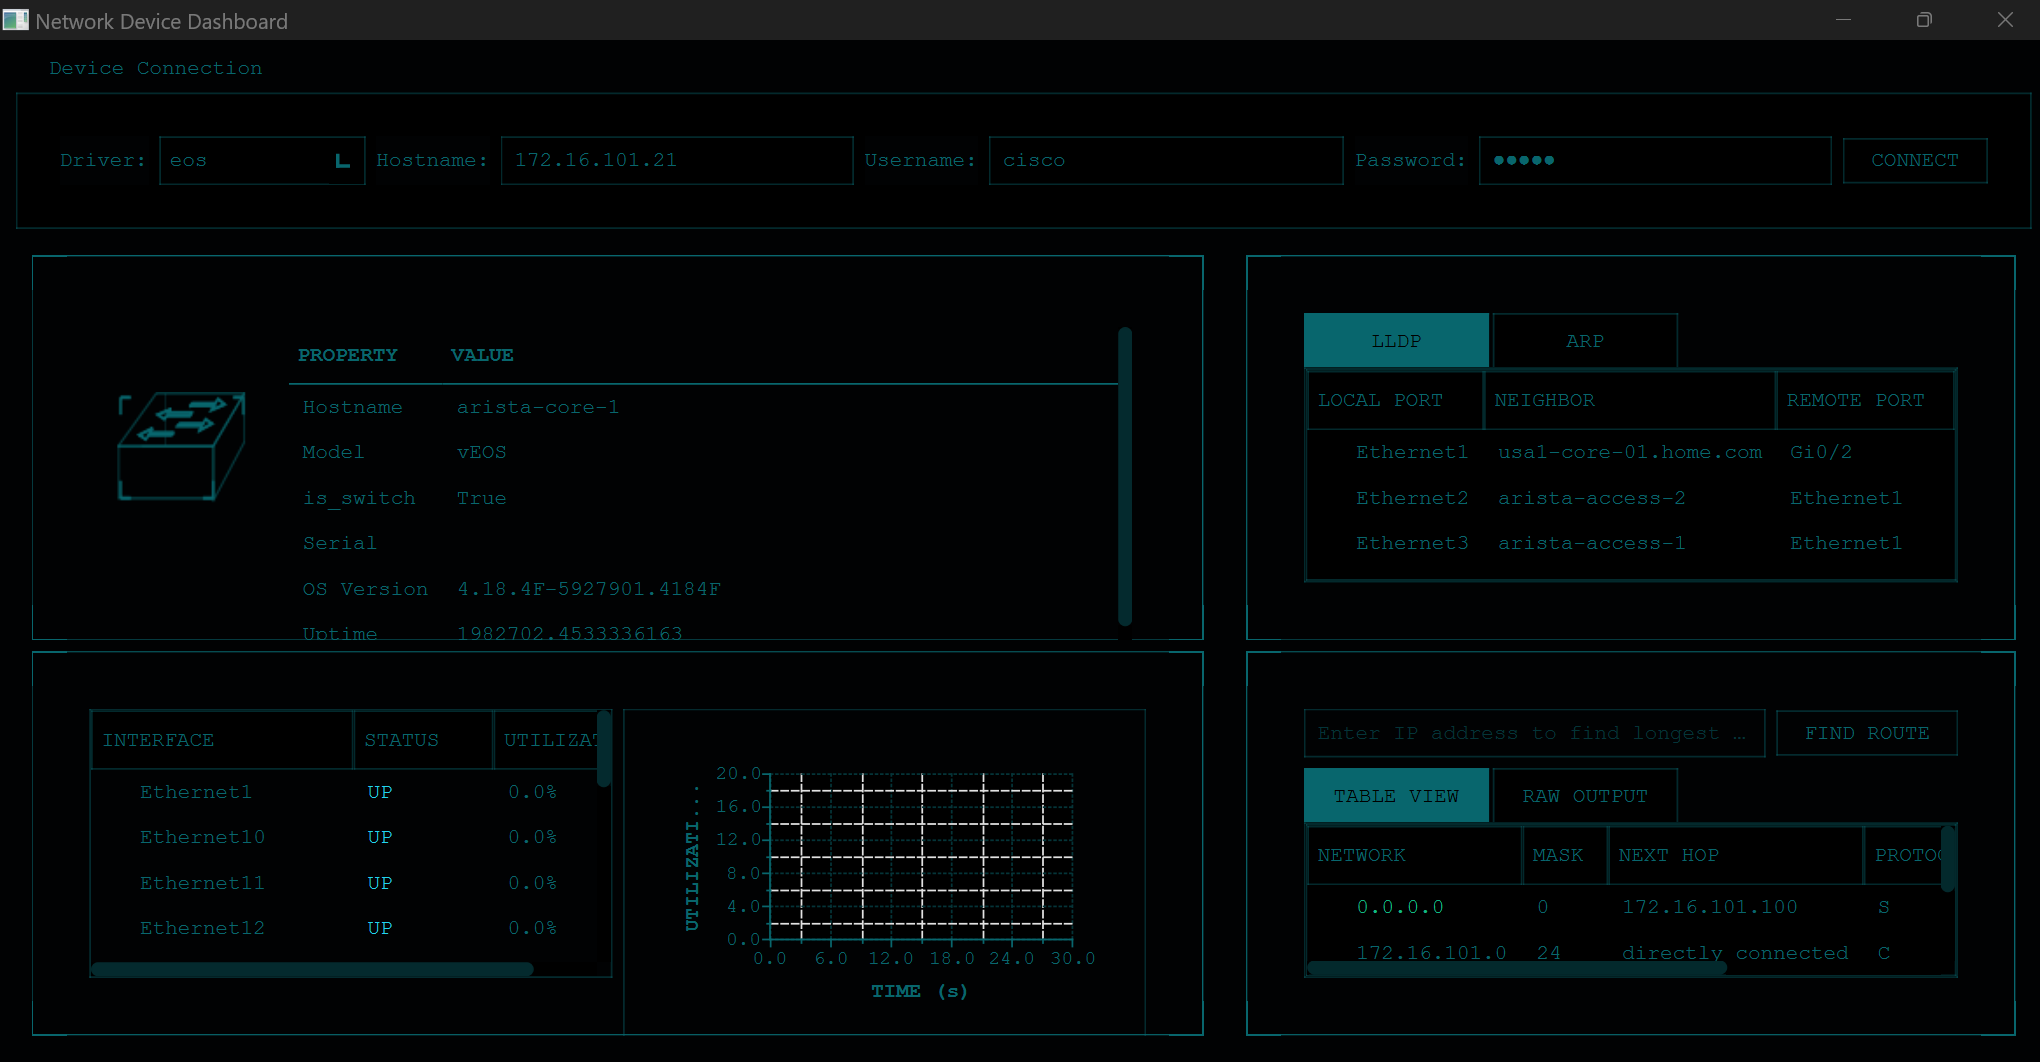 Network Device Dashboard
Device Connection
Driver: eos Hostname: 172.16.101.21 Username: cisco Password: ●●●●● CONNECT
PROPERTY VALUE
Hostname arista-core-1
Model vEOS
is_switch True
Serial
OS Version 4.18.4F-5927901.4184F
Uptime 1982702.4533336163
LLDP ARP
LOCAL PORT NEIGHBOR REMOTE PORT
Ethernet1 usa1-core-01.home.com Gi0/2
Ethernet2 arista-access-2 Ethernet1
Ethernet3 arista-access-1 Ethernet1
INTERFACE STATUS UTILIZAT
Ethernet1 UP 0.0%
Ethernet10 UP 0.0%
Ethernet11 UP 0.0%
Ethernet12 UP 0.0%
UTILIZATI...
20.0
16.0
12.0
8.0
4.0
0.0
0.0 6.0 12.0 18.0 24.0 30.0
TIME (s)
Enter IP address to find longest … FIND ROUTE
TABLE VIEW RAW OUTPUT
NETWORK MASK NEXT HOP PROTOC
0.0.0.0 0 172.16.101.100 S
172.16.101.0 24 directly connected C